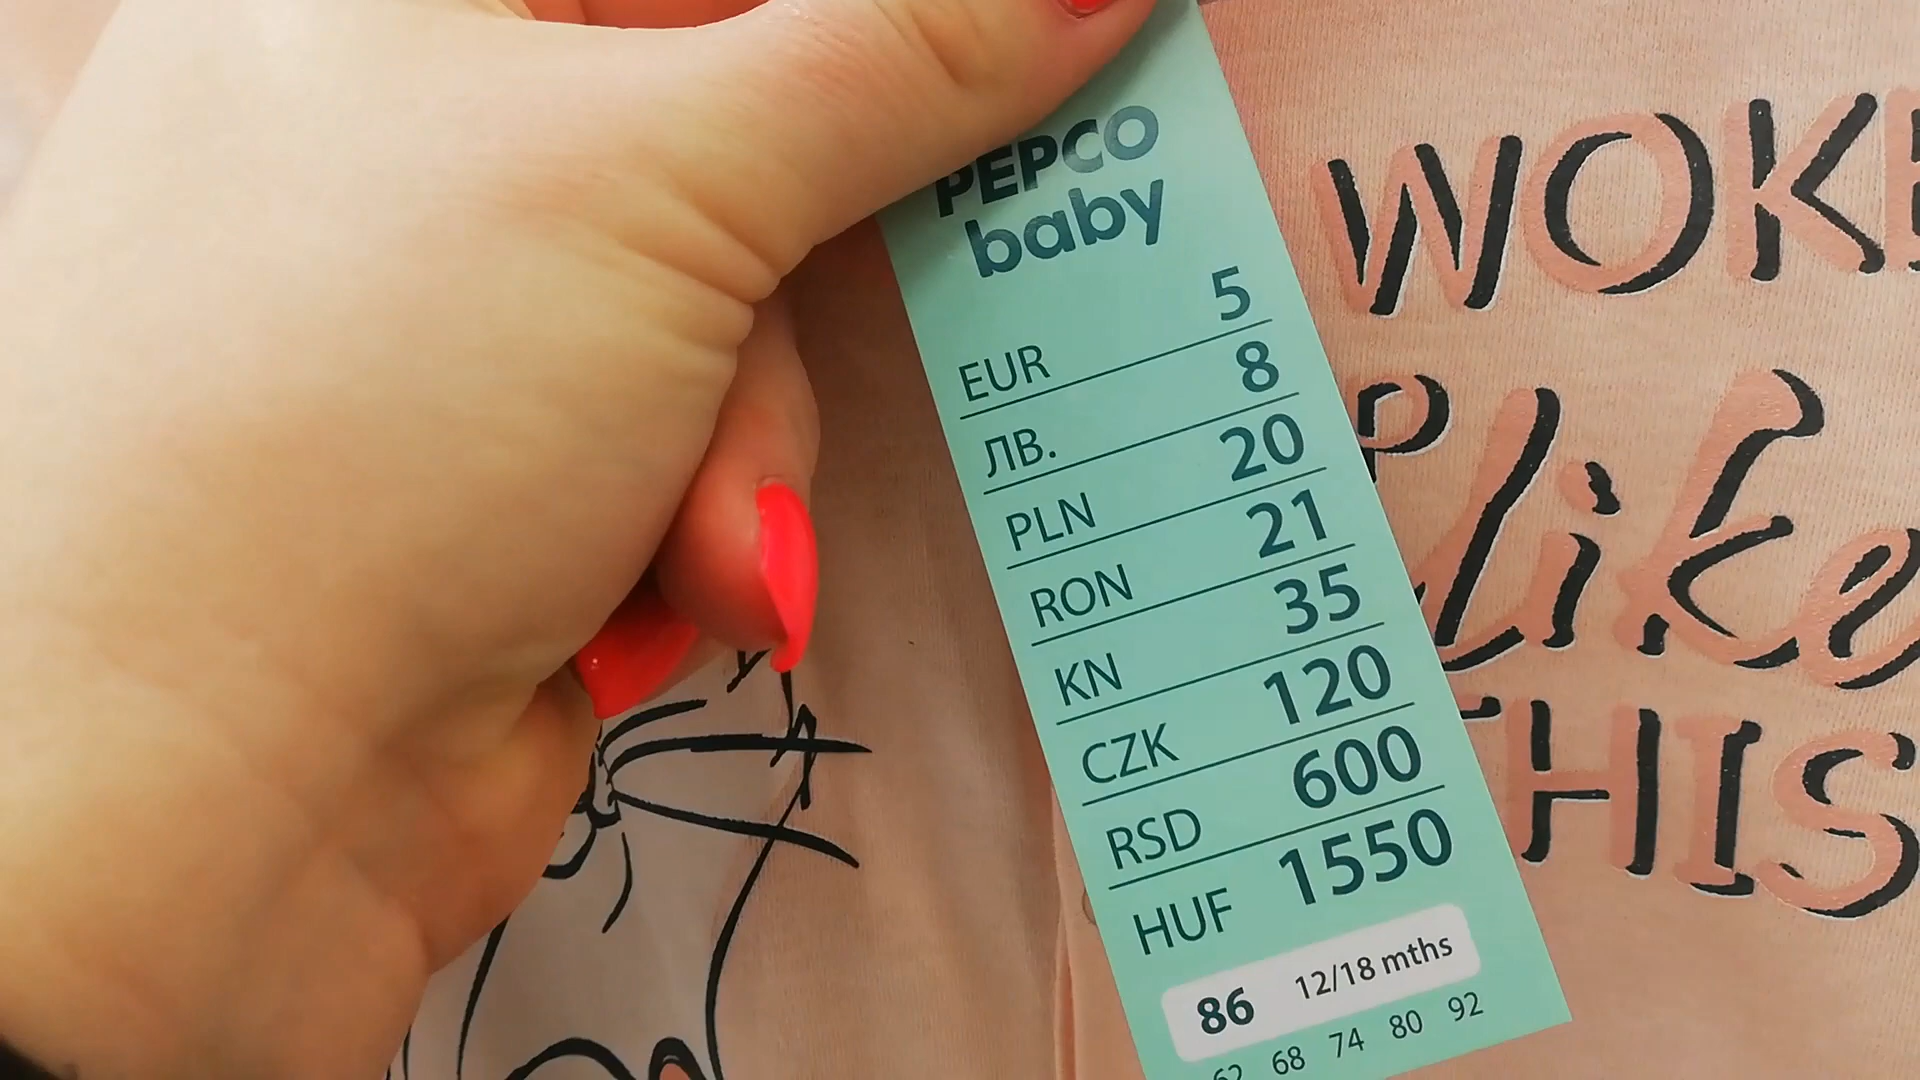 PEPCO
baby
EUR 5
ЛВ. 8
PLN 20
RON 21
KN 35
CZK 120
RSD 600
HUF 1550
86 12/18 mths
62 68 74 80 92
WOKE
like
THIS